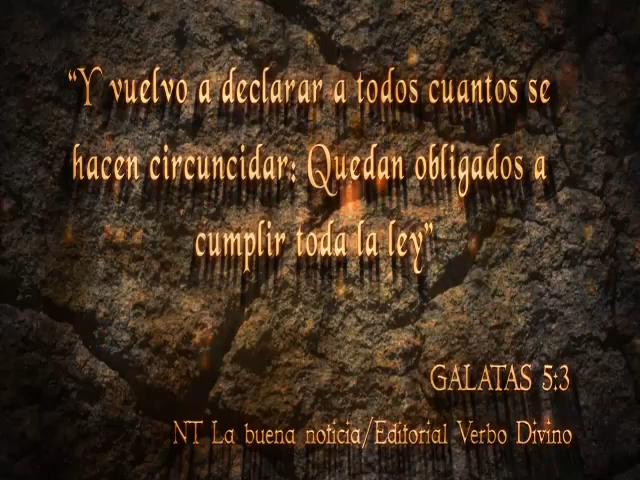 “Y vuelvo a declarar a todos cuantos se
hacen circuncidar: Quedan obligados a
cumplir toda la ley”
GALATAS 5:3
NT La buena noticia/Editorial Verbo Divino